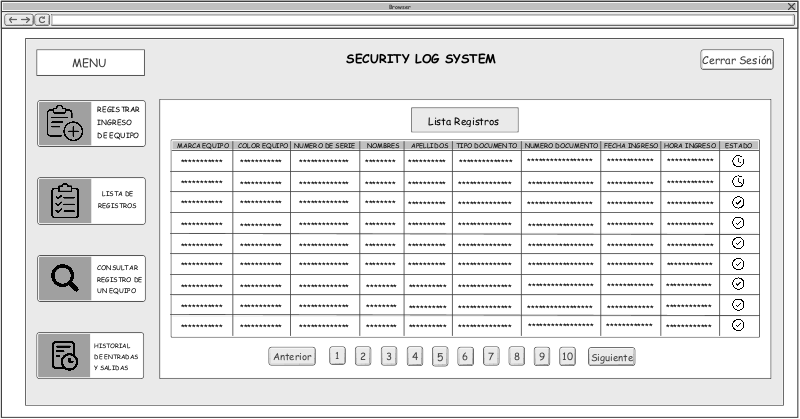 Browser
MENU
SECURITY LOG SYSTEM
Cerrar Sesión
REGISTRAR
INGRESO
DE EQUIPO
LISTA DE
REGISTROS
CONSULTAR
REGISTRO DE
UN EQUIPO
HISTORIAL
DE ENTRADAS
Y SALIDAS
Lista Registros
MARCA EQUIPO COLOR EQUIPO NUMERO DE SERIE NOMBRES APELLIDOS TIPO DOCUMENTO NUMERO DOCUMENTO FECHA INGRESO HORA INGRESO ESTADO
Anterior 1 2 3 4 5 6 7 8 9 10 Siguiente